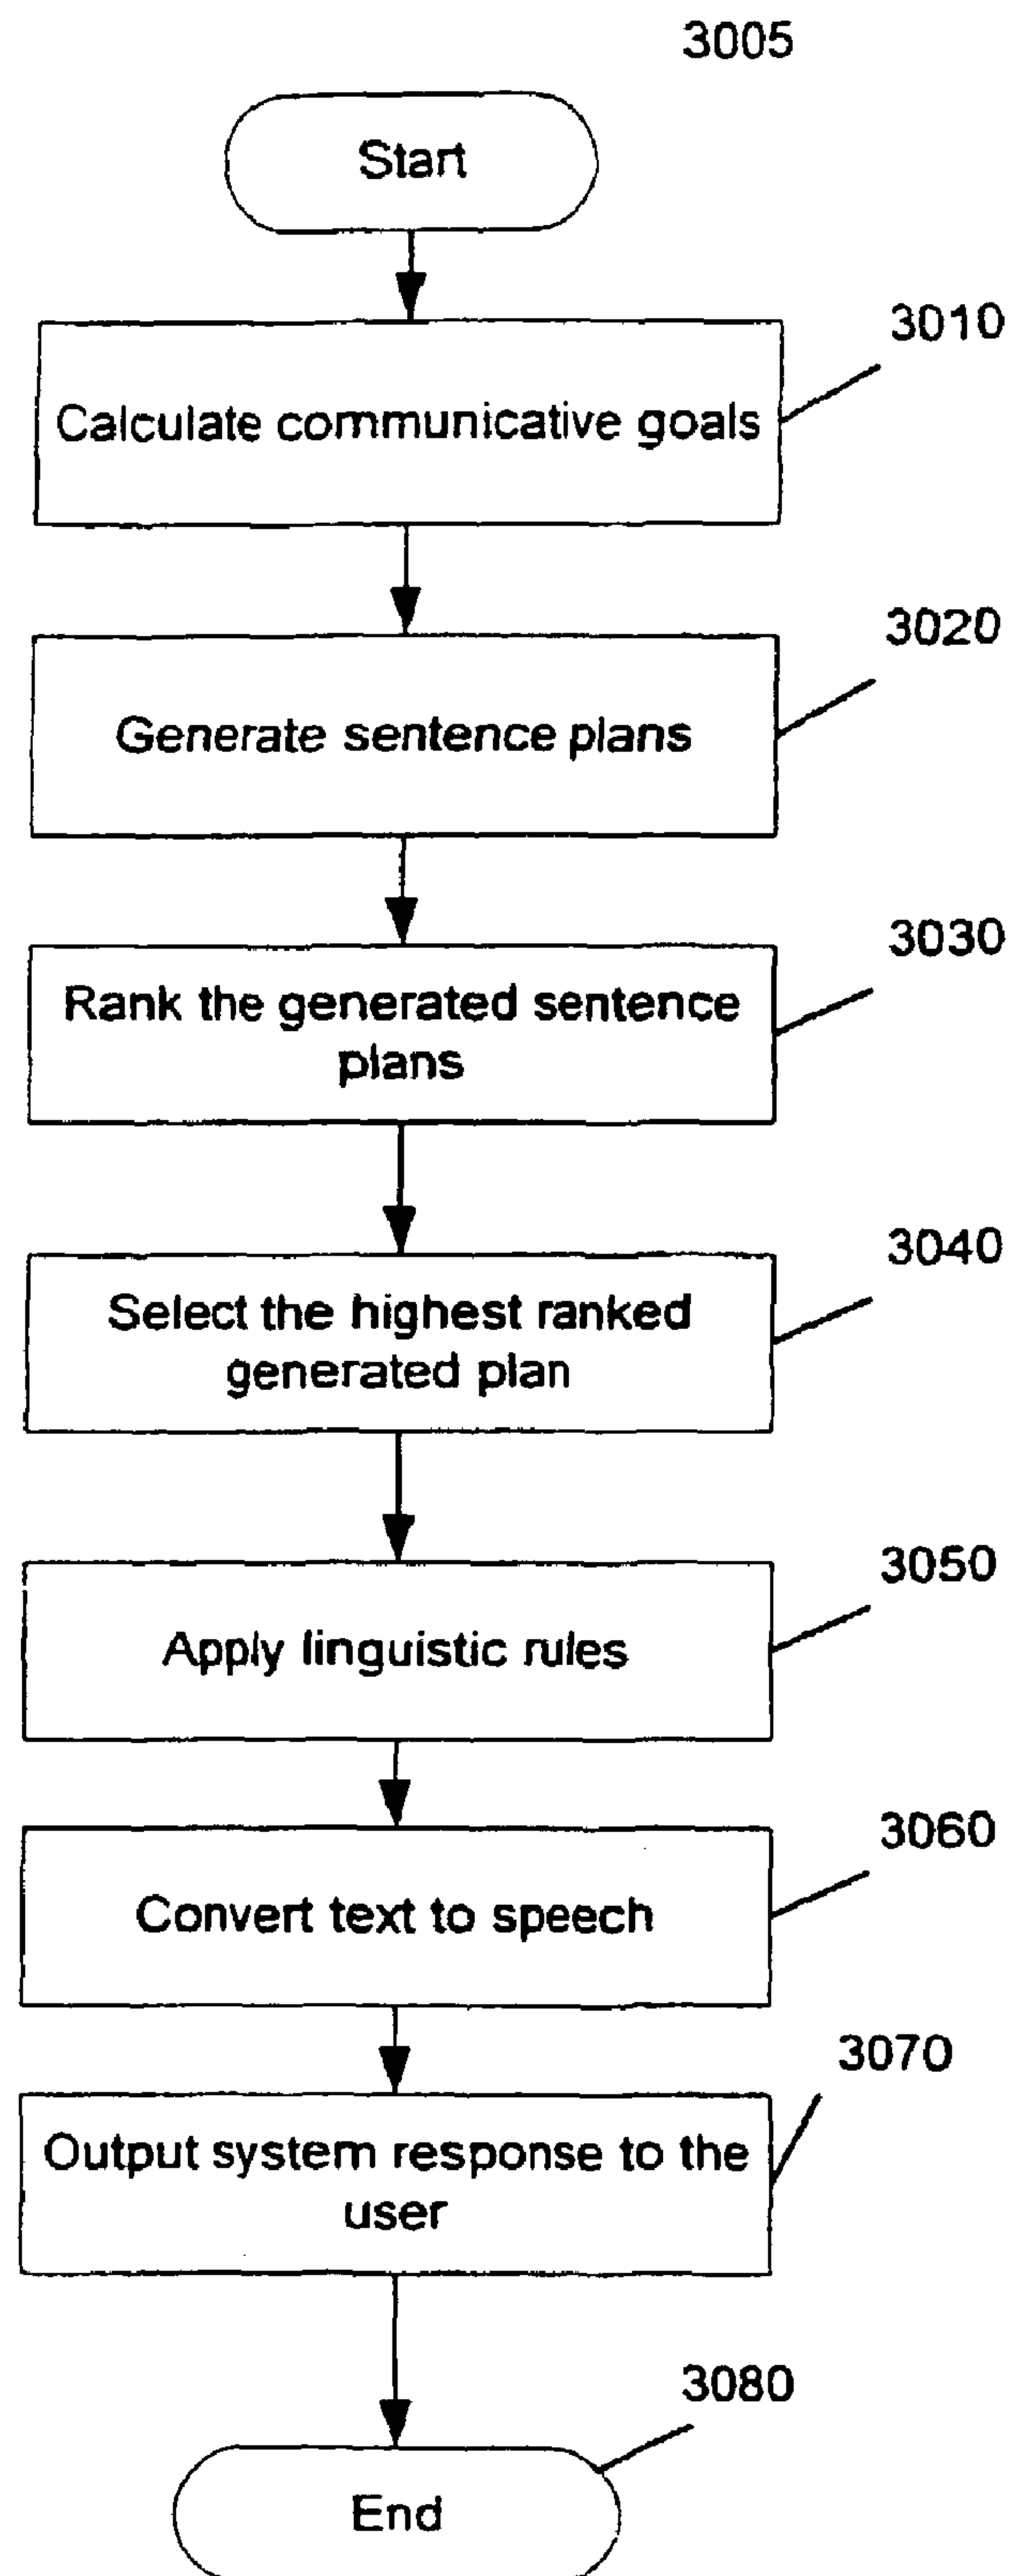 3005
Start
3010
Calculate communicative goals
3020
Generate sentence plans
3030
Rank the generated sentence
plans
3040
Select the highest ranked
generated plan
3050
Apply linguistic rules
3060
Convert text to speech
3070
Output system response to the
user
3080
End